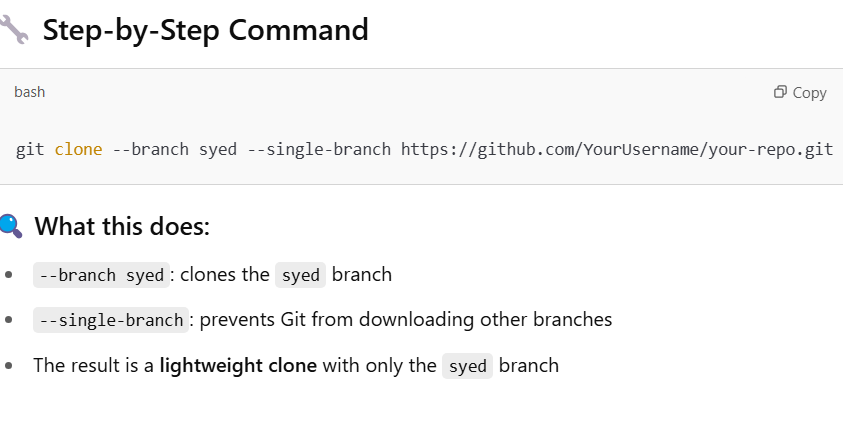 Step-by-Step Command
bash
Copy
git clone --branch syed --single-branch https://github.com/YourUsername/your-repo.git
What this does:
--branch syed: clones the syed branch
--single-branch: prevents Git from downloading other branches
The result is a lightweight clone with only the syed branch